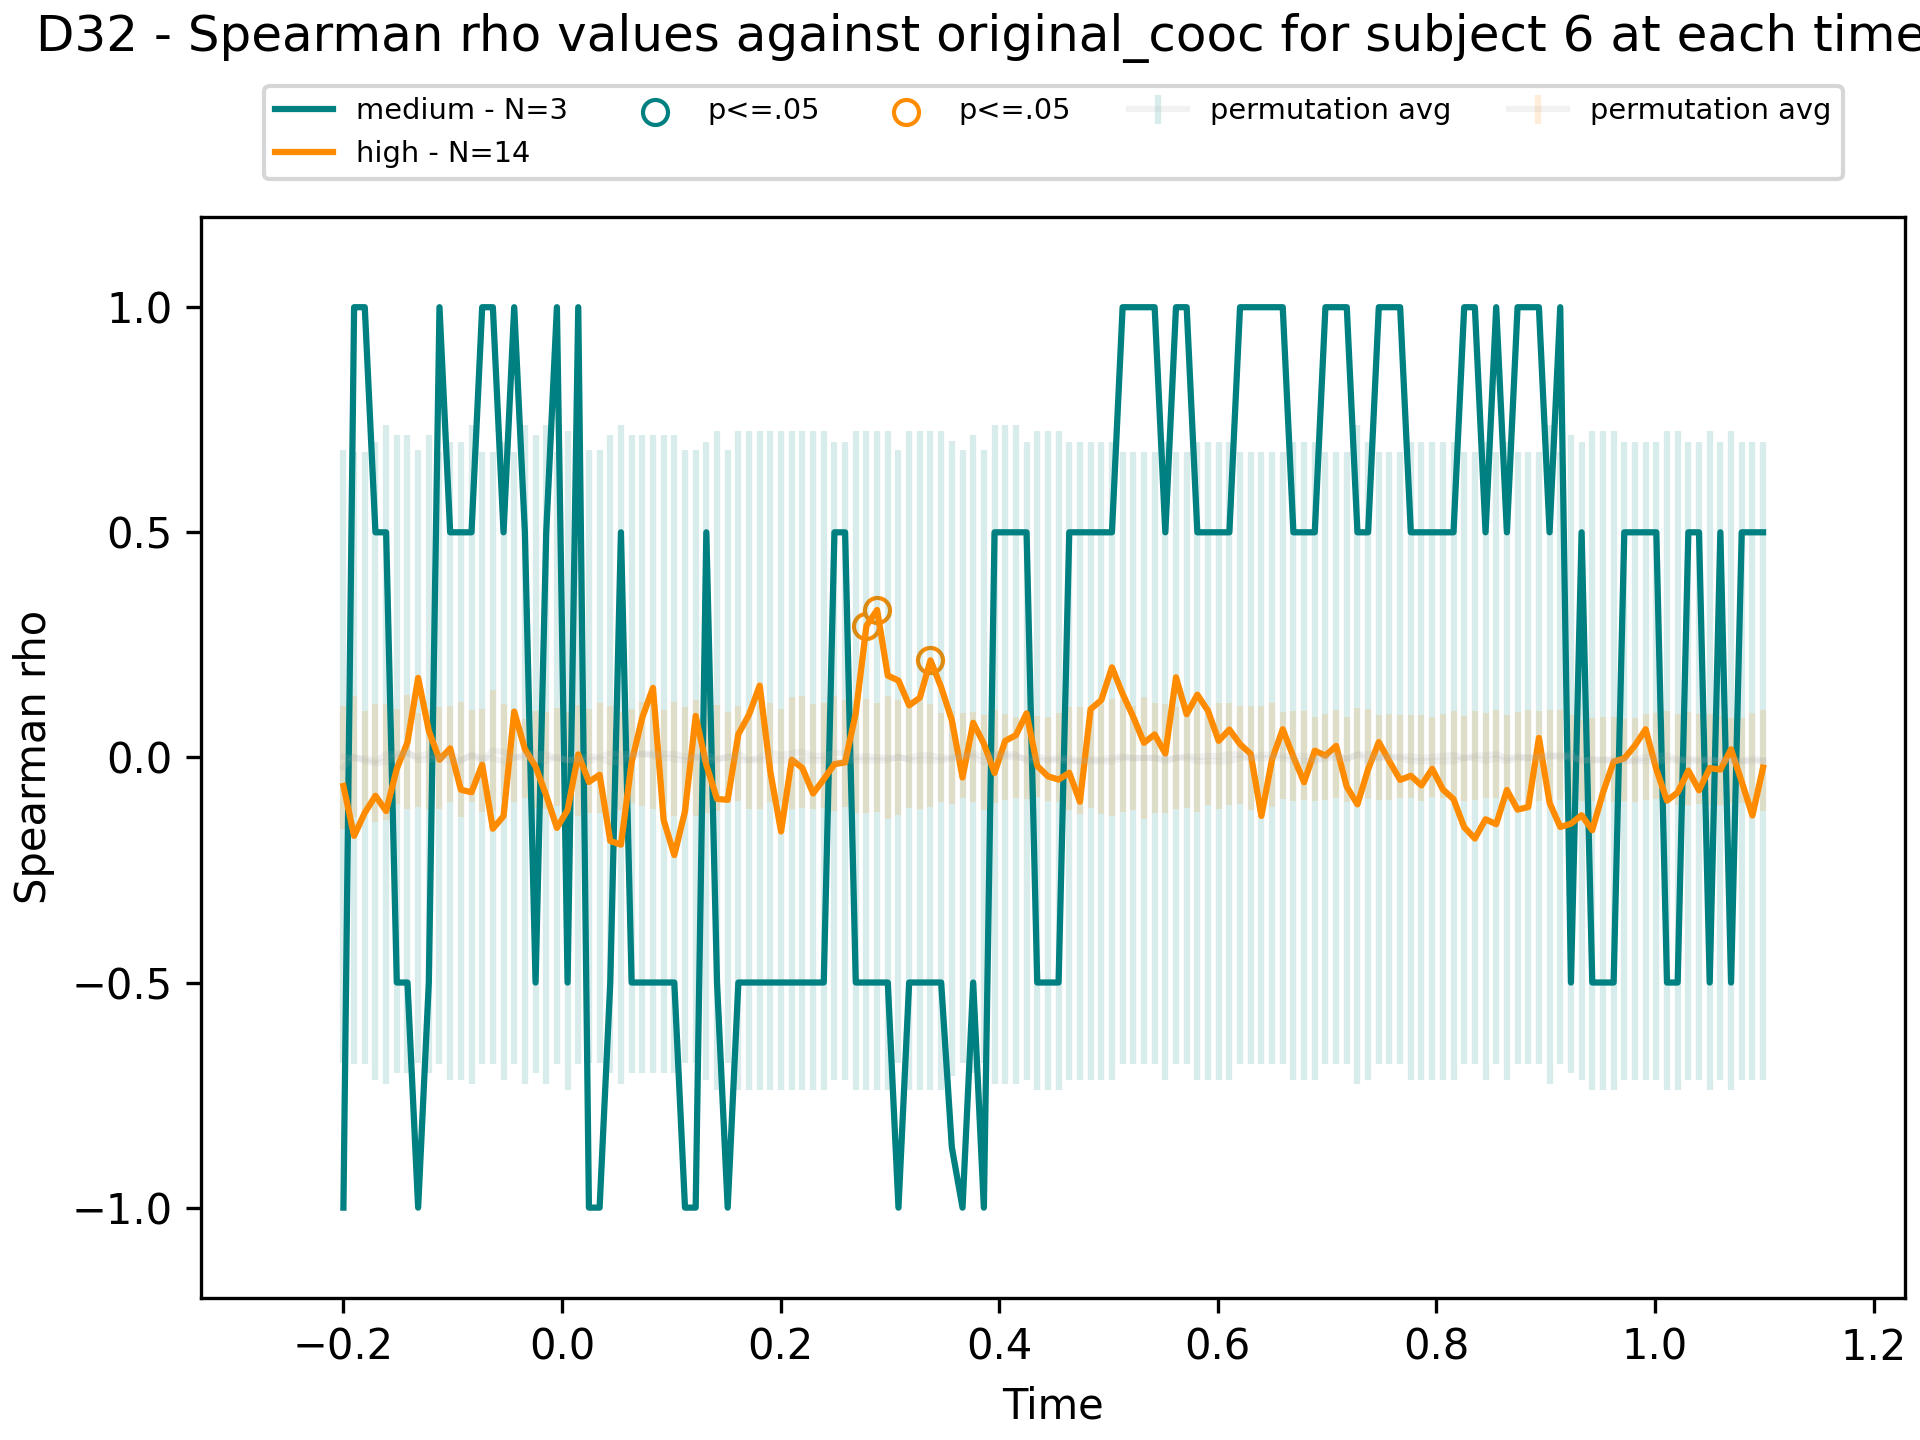 D32 - Spearman rho values against original_cooc for subject 6 at each time
medium - N=3
high - N=14
p<=.05
p<=.05
permutation avg
permutation avg
Spearman rho
1.0
0.5
0.0
−0.5
−1.0
−0.2
0.0
0.2
0.4
0.6
0.8
1.0
1.2
Time